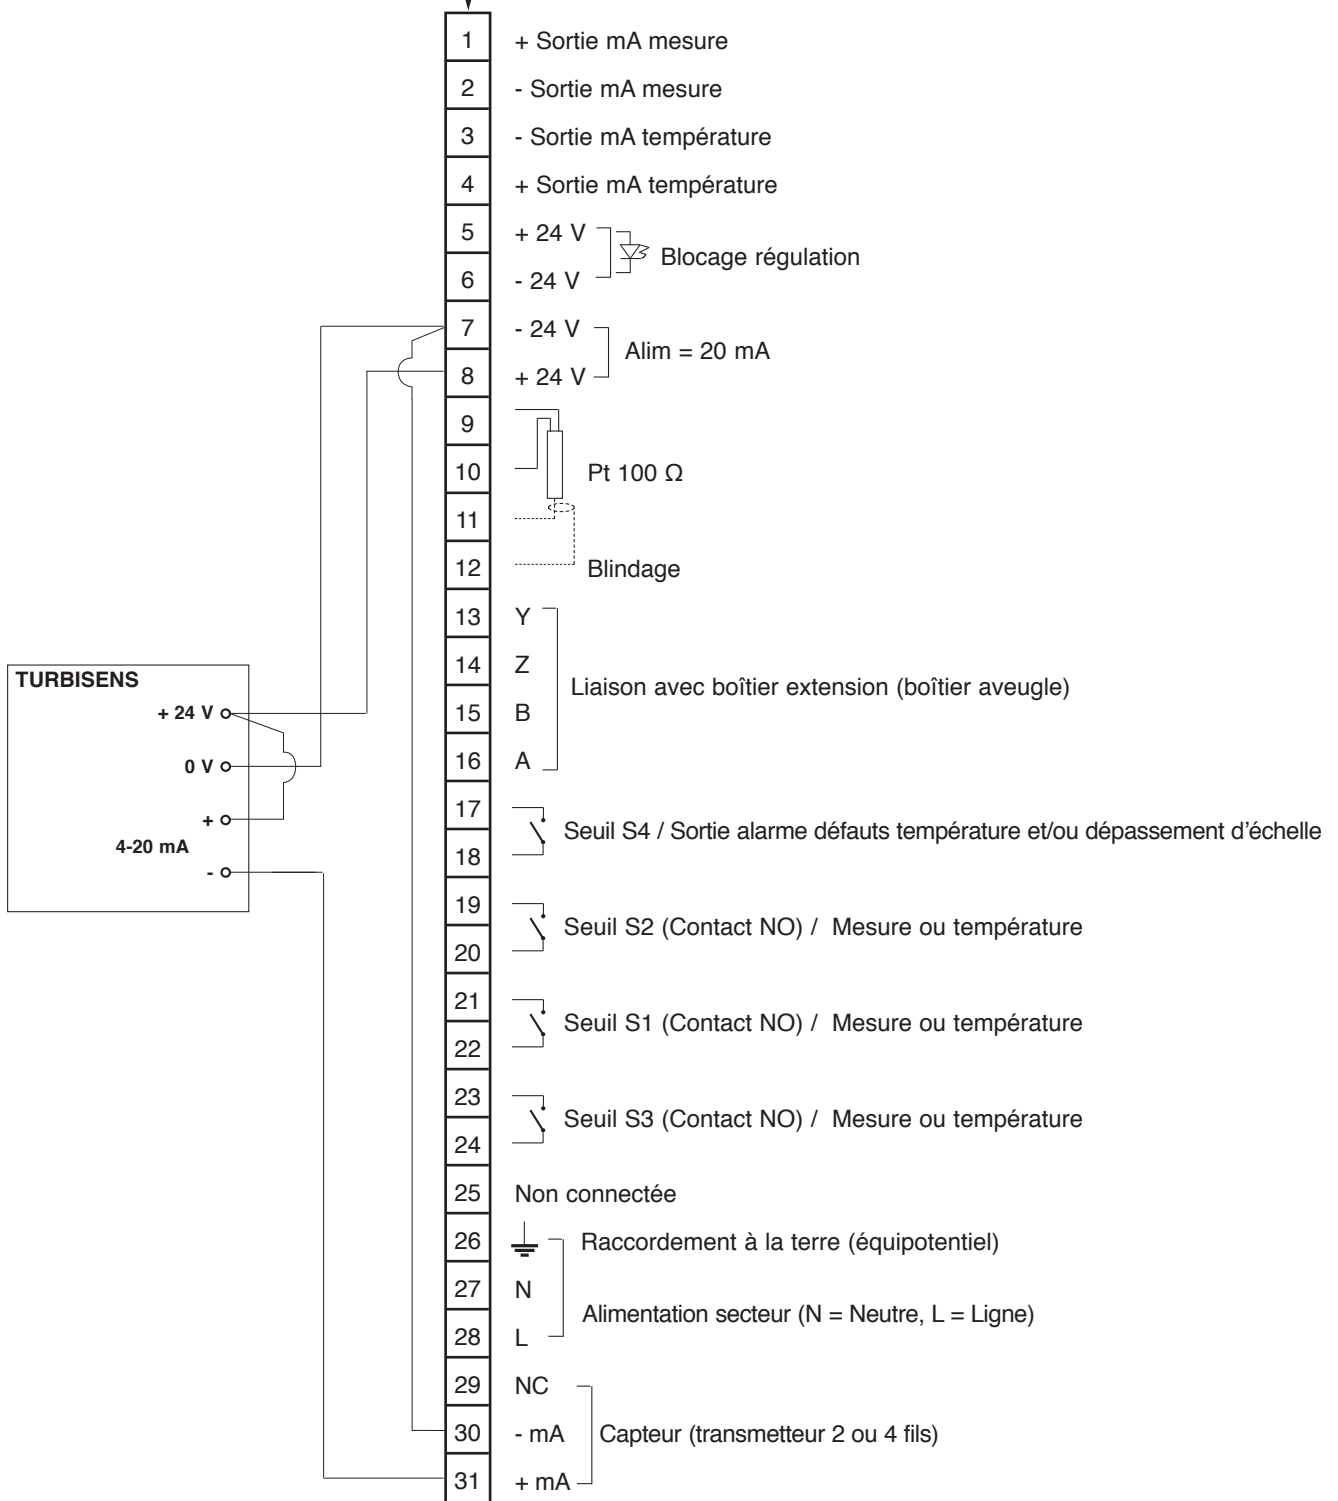 1 + Sortie mA mesure
2 - Sortie mA mesure
3 - Sortie mA température
4 + Sortie mA température
5 + 24 V
Blocage régulation
6 - 24 V
7 - 24 V
Alim = 20 mA
8 + 24 V
9
10 Pt 100 Ω
11
12 Blindage
13 Y
14 Z
Liaison avec boîtier extension (boîtier aveugle)
15 B
16 A
TURBISENS
+ 24 V
0 V
+
4-20 mA
-
17
Seuil S4 / Sortie alarme défauts température et/ou dépassement d’échelle
18
19
Seuil S2 (Contact NO) / Mesure ou température
20
21
Seuil S1 (Contact NO) / Mesure ou température
22
23
Seuil S3 (Contact NO) / Mesure ou température
24
25 Non connectée
26 Raccordement à la terre (équipotentiel)
27 N
Alimentation secteur (N = Neutre, L = Ligne)
28 L
29 NC
30 - mA Capteur (transmetteur 2 ou 4 fils)
31 + mA